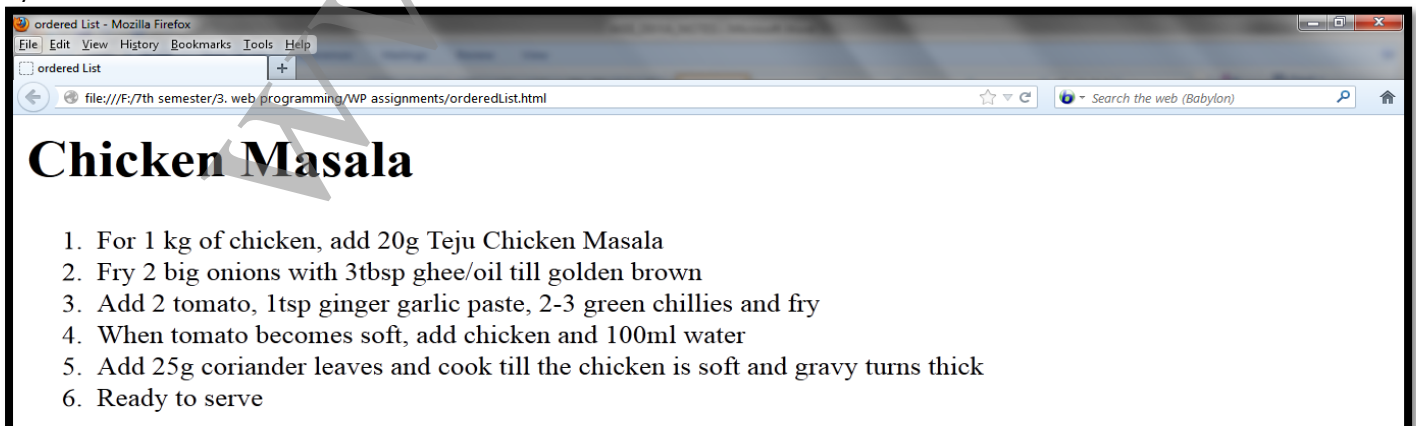 ordered List - Mozilla Firefox
File Edit View History Bookmarks Tools Help
ordered List
file:///F:/7th semester/3. web programming/WP assignments/orderedList.html
Search the web (Babylon)
Chicken Masala
1. For 1 kg of chicken, add 20g Teju Chicken Masala
2. Fry 2 big onions with 3tbsp ghee/oil till golden brown
3. Add 2 tomato, 1tsp ginger garlic paste, 2-3 green chillies and fry
4. When tomato becomes soft, add chicken and 100ml water
5. Add 25g coriander leaves and cook till the chicken is soft and gravy turns thick
6. Ready to serve